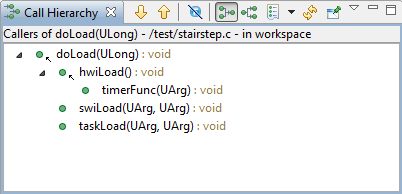 Call Hierarchy
Callers of doLoad(ULong) - /test/stairstep.c - in workspace
doLoad(ULong) : void
hwiLoad() : void
timerFunc(UArg) : void
swiLoad(UArg, UArg) : void
taskLoad(UArg, UArg) : void